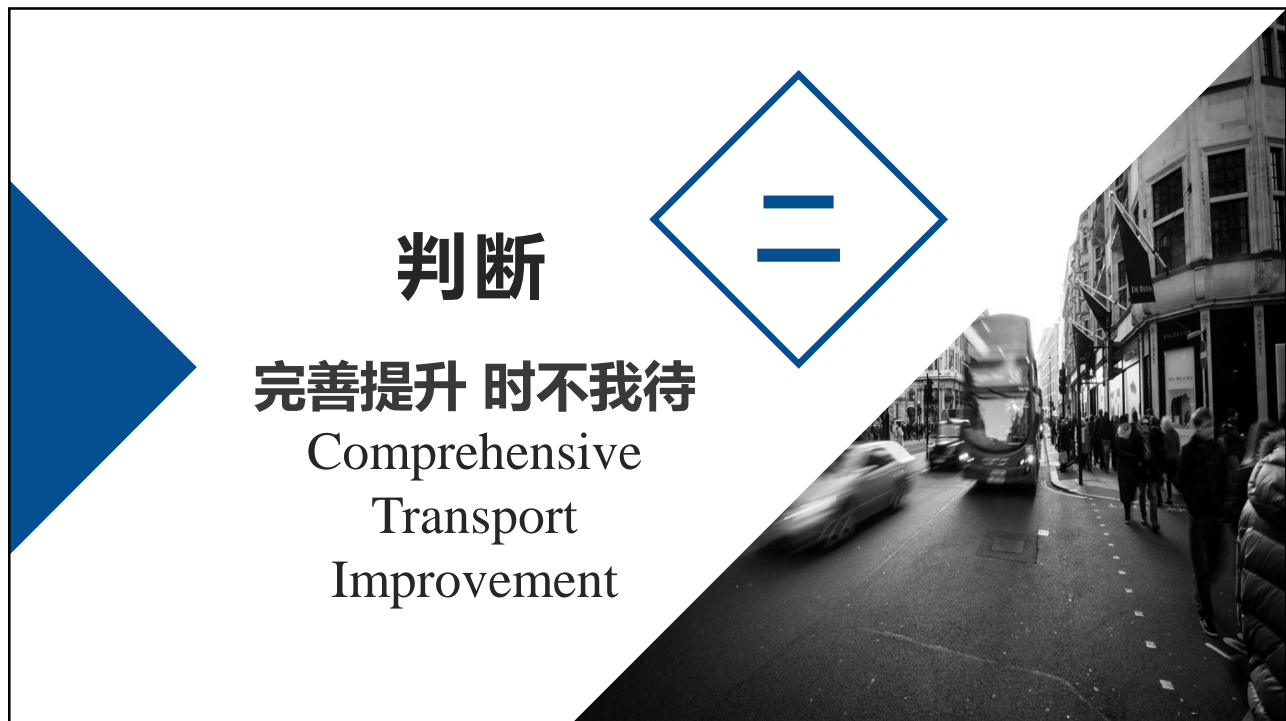 二
判断
完善提升 时不我待
Comprehensive
Transport
Improvement